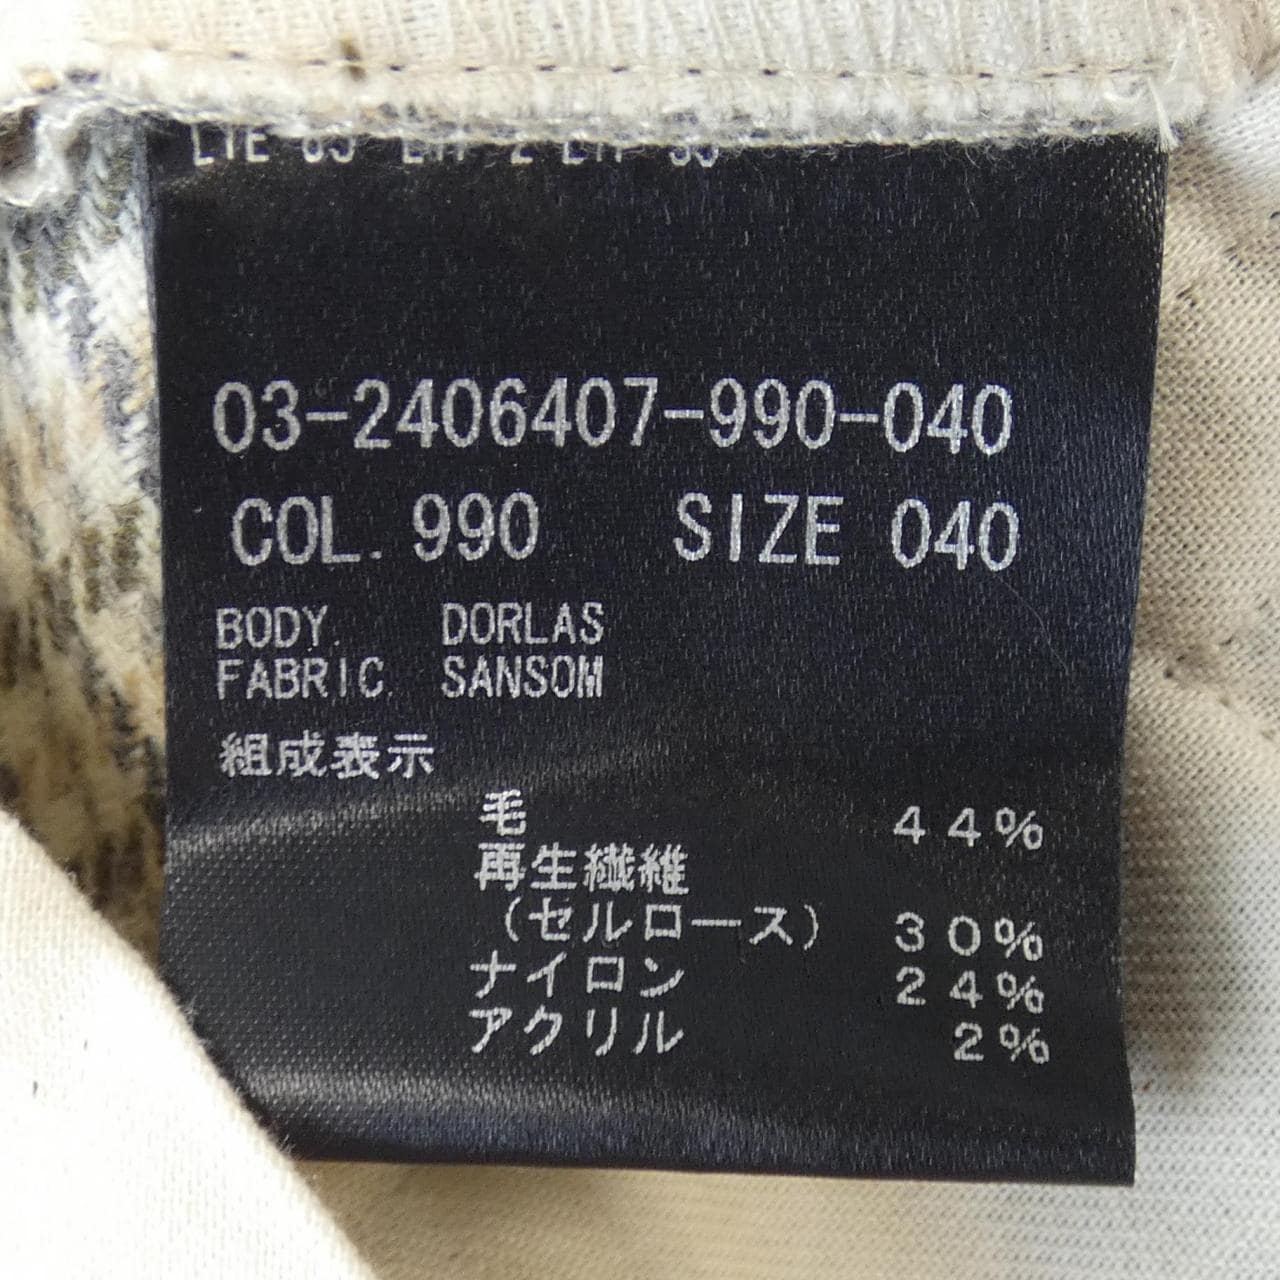 03-2406407-990-040
COL. 990 SIZE 040
BODY. DORLAS
FABRIC. SANSOM
組成表示
毛 44%
再生繊維
(セルロース) 30%
ナイロン 24%
アクリル 2%